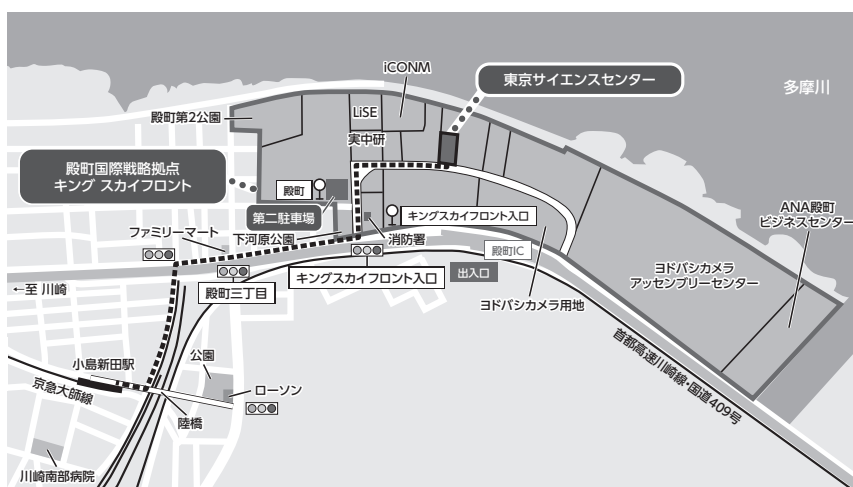 iCONM
東京サイエンスセンター
多摩川
殿町第2公園
LiSE
実中研
殿町国際戦略拠点
キング スカイフロント
殿町
第二駐車場
キングスカイフロント入口
ANA殿町
ビジネスセンター
ファミリーマート
下河原公園
消防署
殿町IC
ヨドバシカメラ
アッセンブリーセンター
←至 川崎
殿町三丁目
キングスカイフロント入口
出入口
ヨドバシカメラ用地
首都高速川崎線・国道409号
小島新田駅
公園
京急大師線
ローソン
陸橋
川崎南部病院